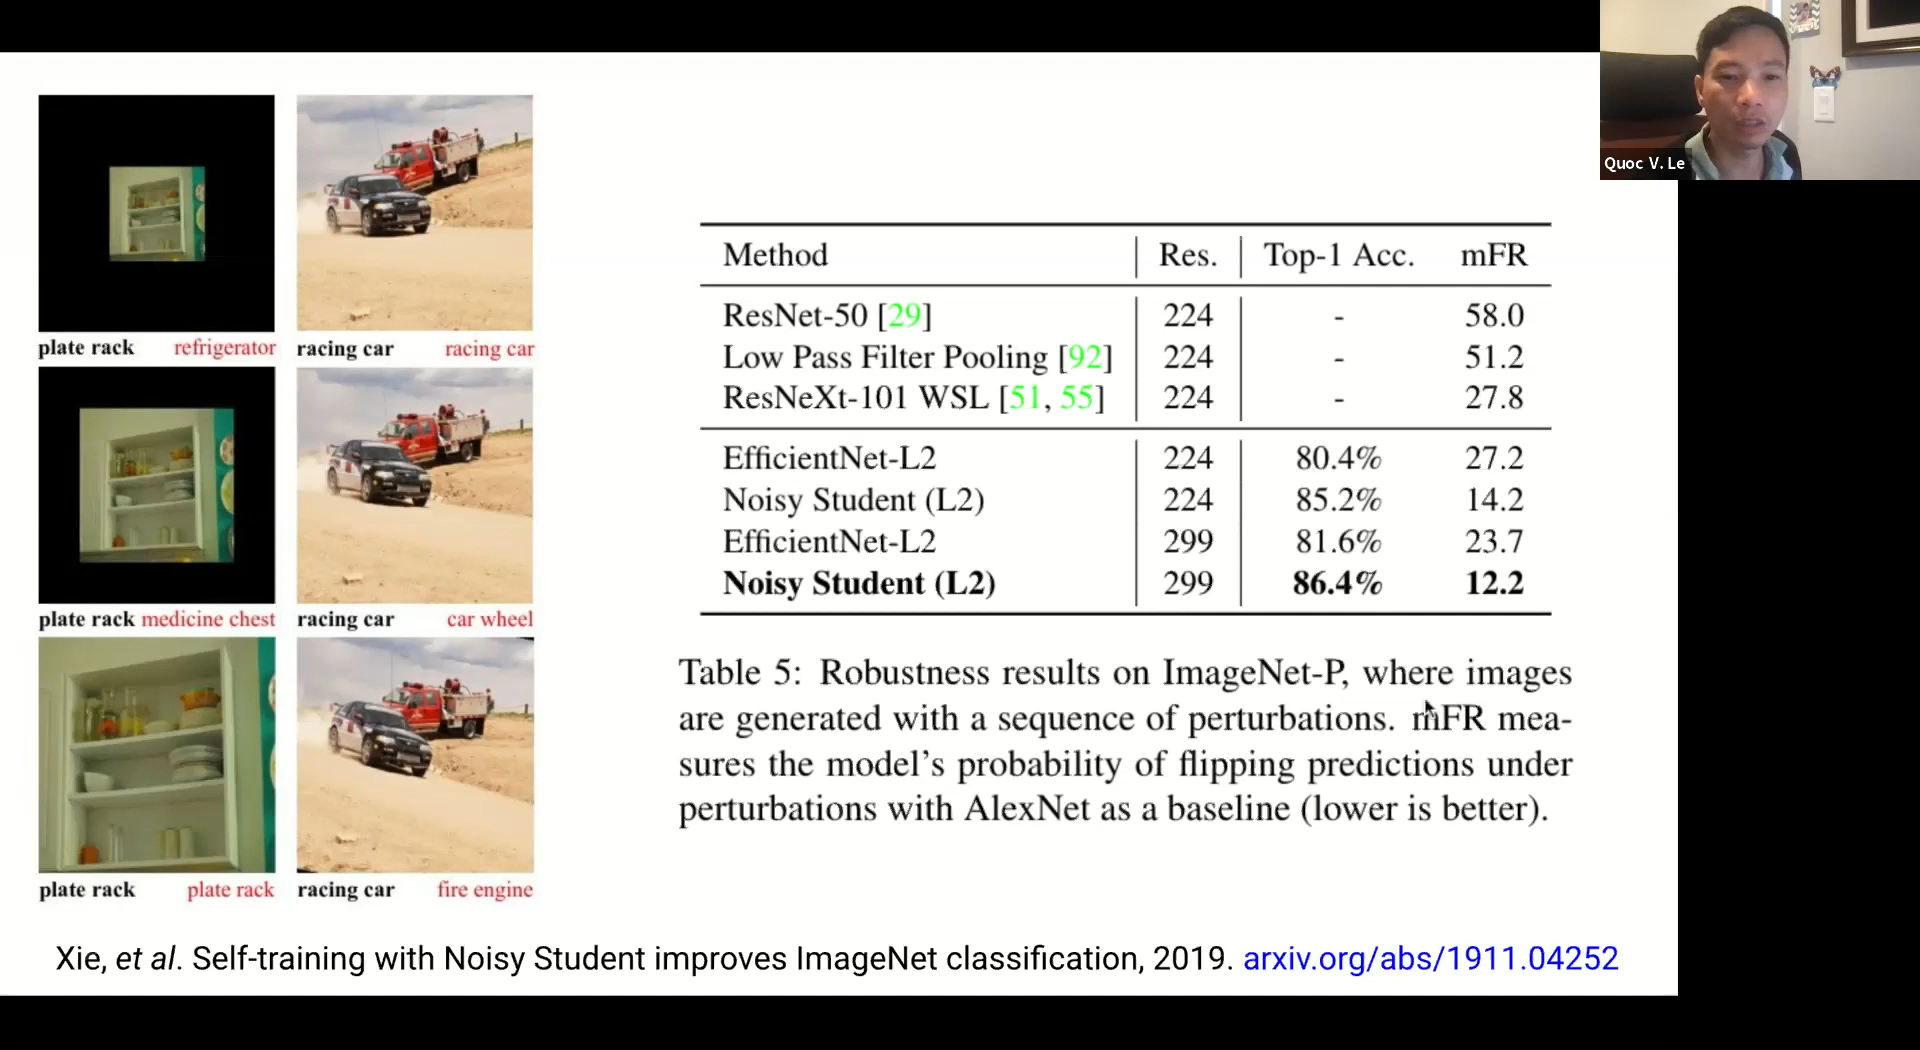 Quoc V. Le
plate rack refrigerator racing car racing car
plate rack medicine chest racing car car wheel
plate rack plate rack racing car fire engine
Method Res. Top-1 Acc. mFR
ResNet-50 [29] 224 - 58.0
Low Pass Filter Pooling [92] 224 - 51.2
ResNeXt-101 WSL [51, 55] 224 - 27.8
EfficientNet-L2 224 80.4% 27.2
Noisy Student (L2) 224 85.2% 14.2
EfficientNet-L2 299 81.6% 23.7
Noisy Student (L2) 299 86.4% 12.2
Table 5: Robustness results on ImageNet-P, where images
are generated with a sequence of perturbations. mFR mea-
sures the model's probability of flipping predictions under
perturbations with AlexNet as a baseline (lower is better).
Xie, et al. Self-training with Noisy Student improves ImageNet classification, 2019. arxiv.org/abs/1911.04252